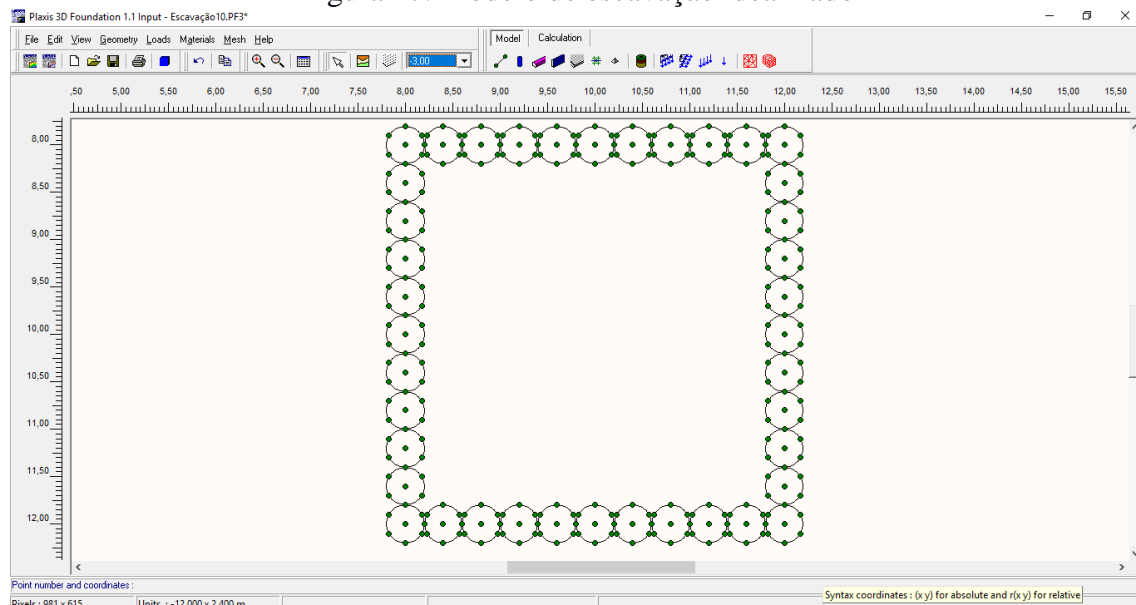 Plaxis 3D Foundation 1.1 Input - Escavação10.PF3*
File Edit View Geometry Loads Materials Mesh Help
Model Calculation
-3,00
,50 5,00 5,50 6,00 6,50 7,00 7,50 8,00 8,50 9,00 9,50 10,00 10,50 11,00 11,50 12,00 12,50 13,00 13,50 14,00 14,50 15,00 15,50
8,00
8,50
9,00
9,50
10,00
10,50
11,00
11,50
12,00
Point number and coordinates :
Syntax coordinates : (x y) for absolute and r(x y) for relative
Pixels : 981 x 615 Units : -12,000 x 2,400 m